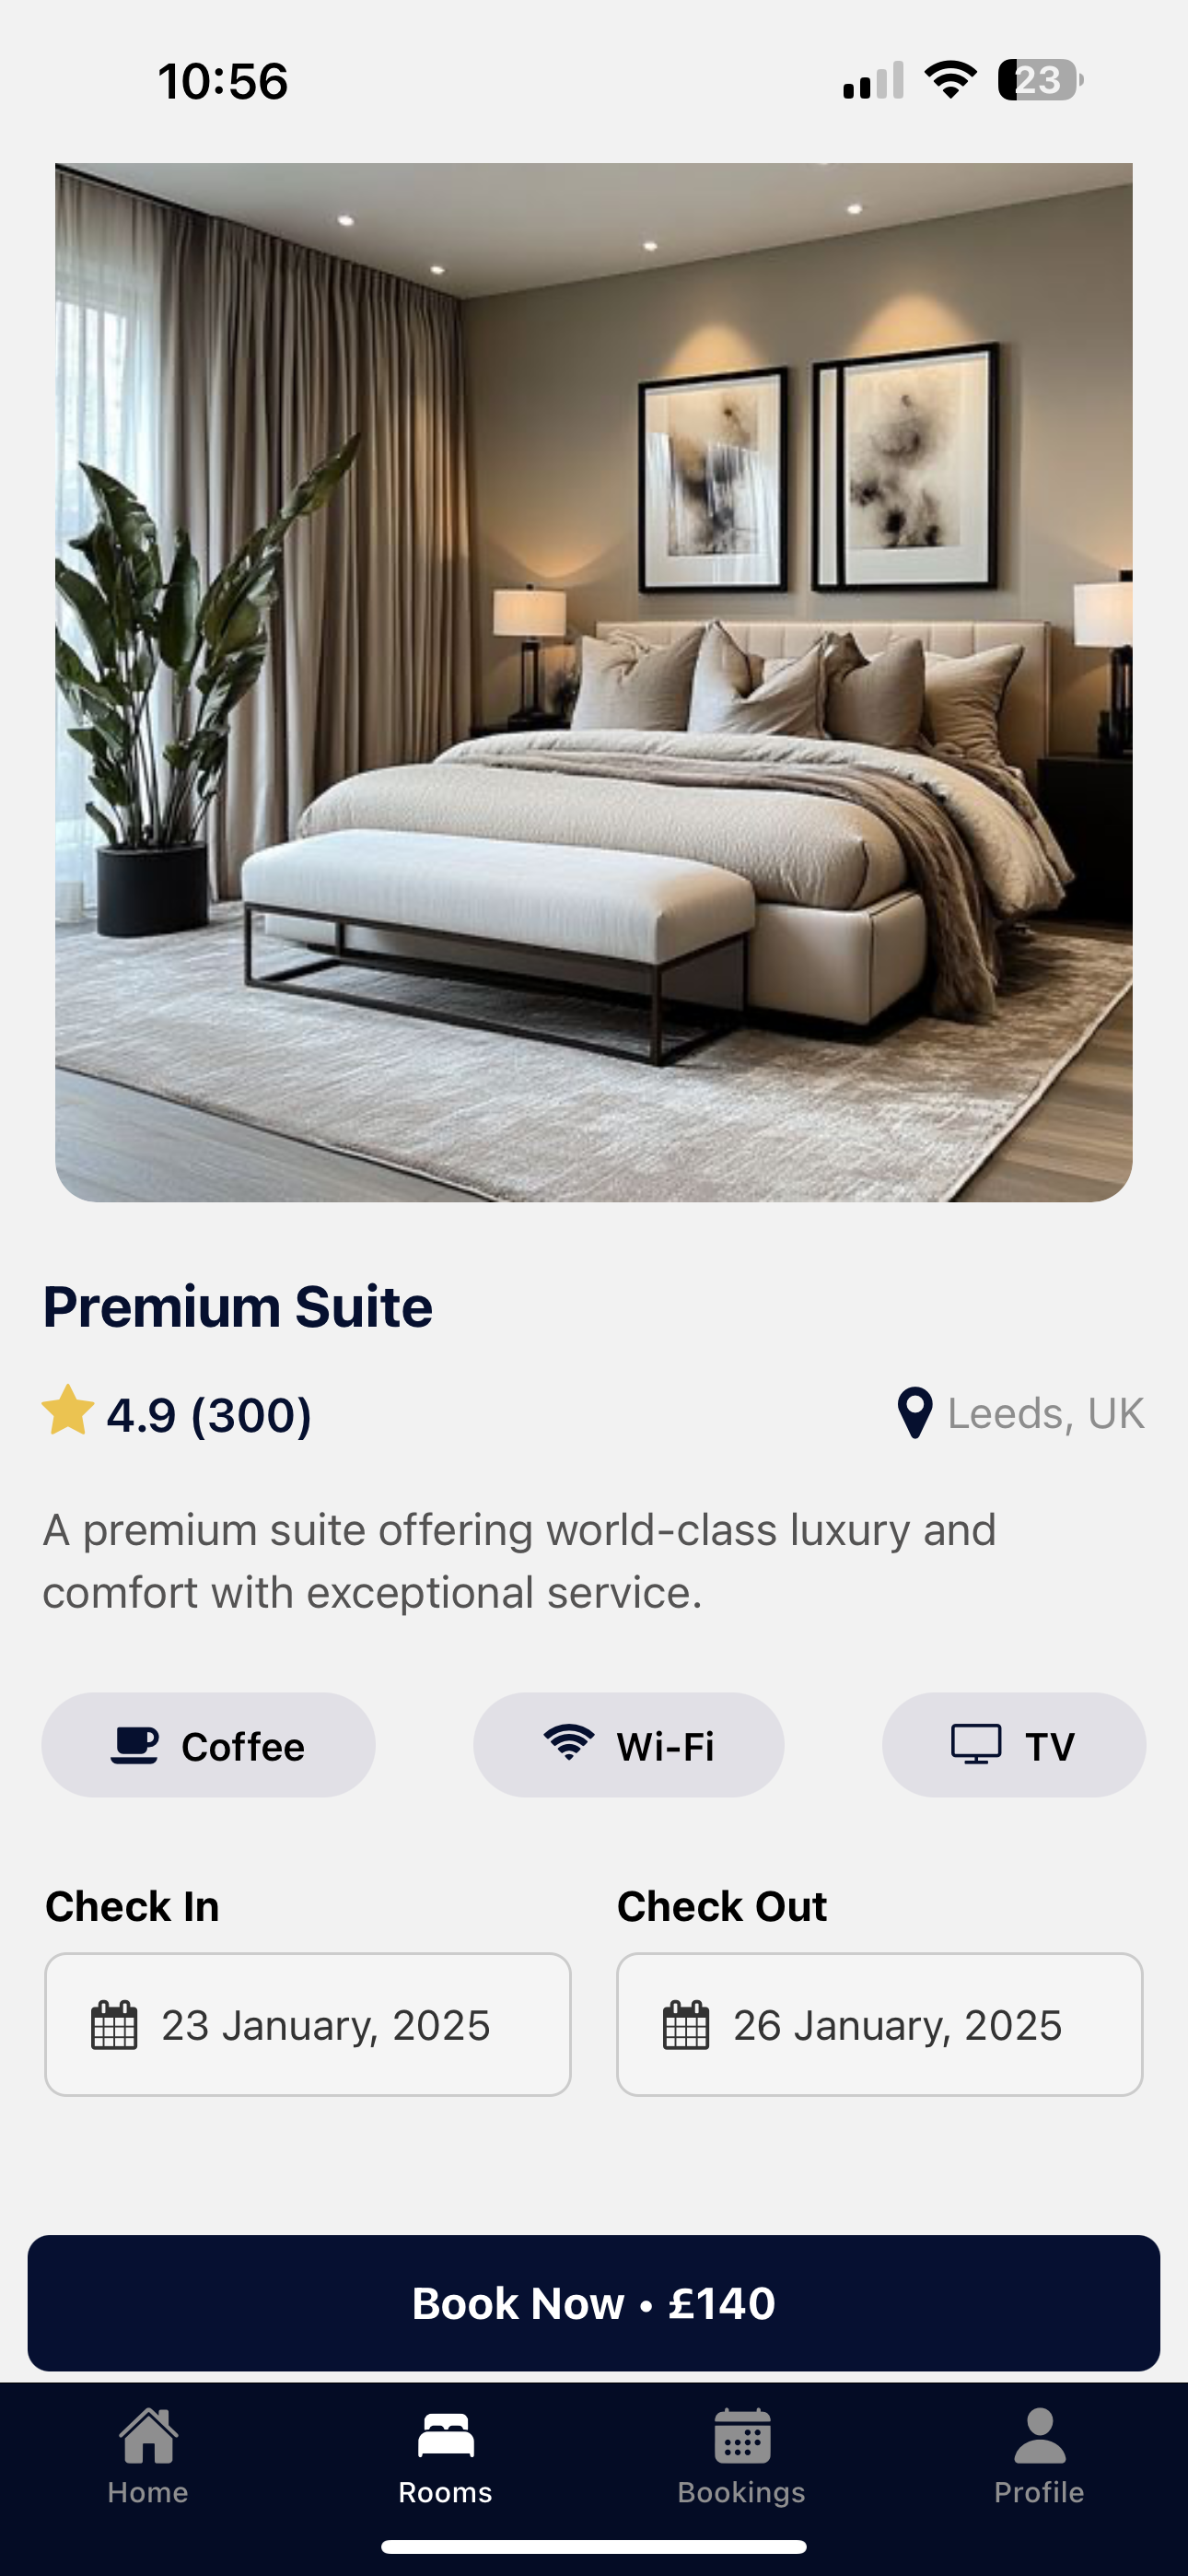 10:56
23
Premium Suite
4.9 (300)
Leeds, UK
A premium suite offering world-class luxury and
comfort with exceptional service.
Coffee
Wi-Fi
TV
Check In
Check Out
23 January, 2025
26 January, 2025
Book Now • £140
Home
Rooms
Bookings
Profile